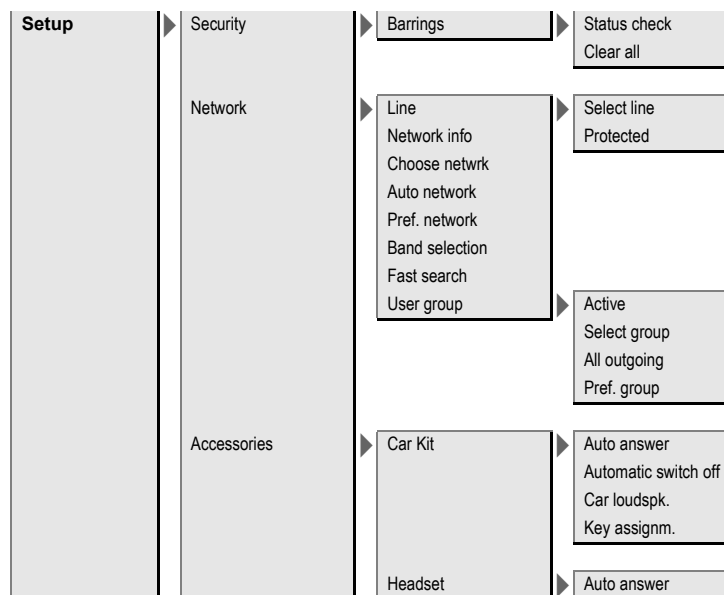 Setup Security Barrings Status check
Clear all
Network Line Select line
Network info Protected
Choose netwrk
Auto network
Pref. network
Band selection
Fast search
User group Active
Select group
All outgoing
Pref. group
Accessories Car Kit Auto answer
Automatic switch off
Car loudspk.
Key assignm.
Headset Auto answer